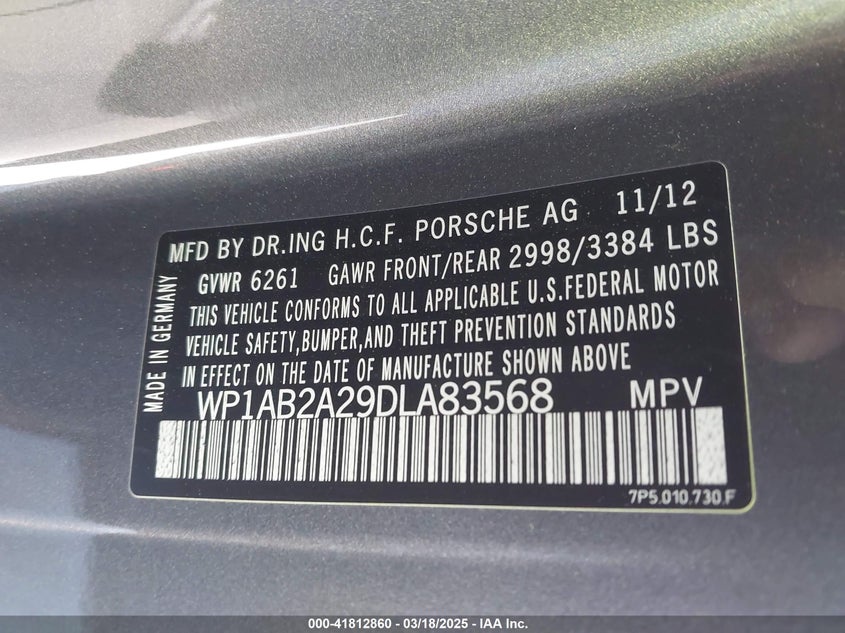 MFD BY DR.ING H.C.F. PORSCHE AG 11/12
GVWR 6261 GAWR FRONT/REAR 2998/3384 LBS
THIS VEHICLE CONFORMS TO ALL APPLICABLE U.S.FEDERAL MOTOR
VEHICLE SAFETY,BUMPER,AND THEFT PREVENTION STANDARDS
IN EFFECT ON THE DATE OF MANUFACTURE SHOWN ABOVE
MADE IN GERMANY
WP1AB2A29DLA83568 MPV
7P5.010.730.F
000-41812860 - 03/18/2025 - IAA Inc.